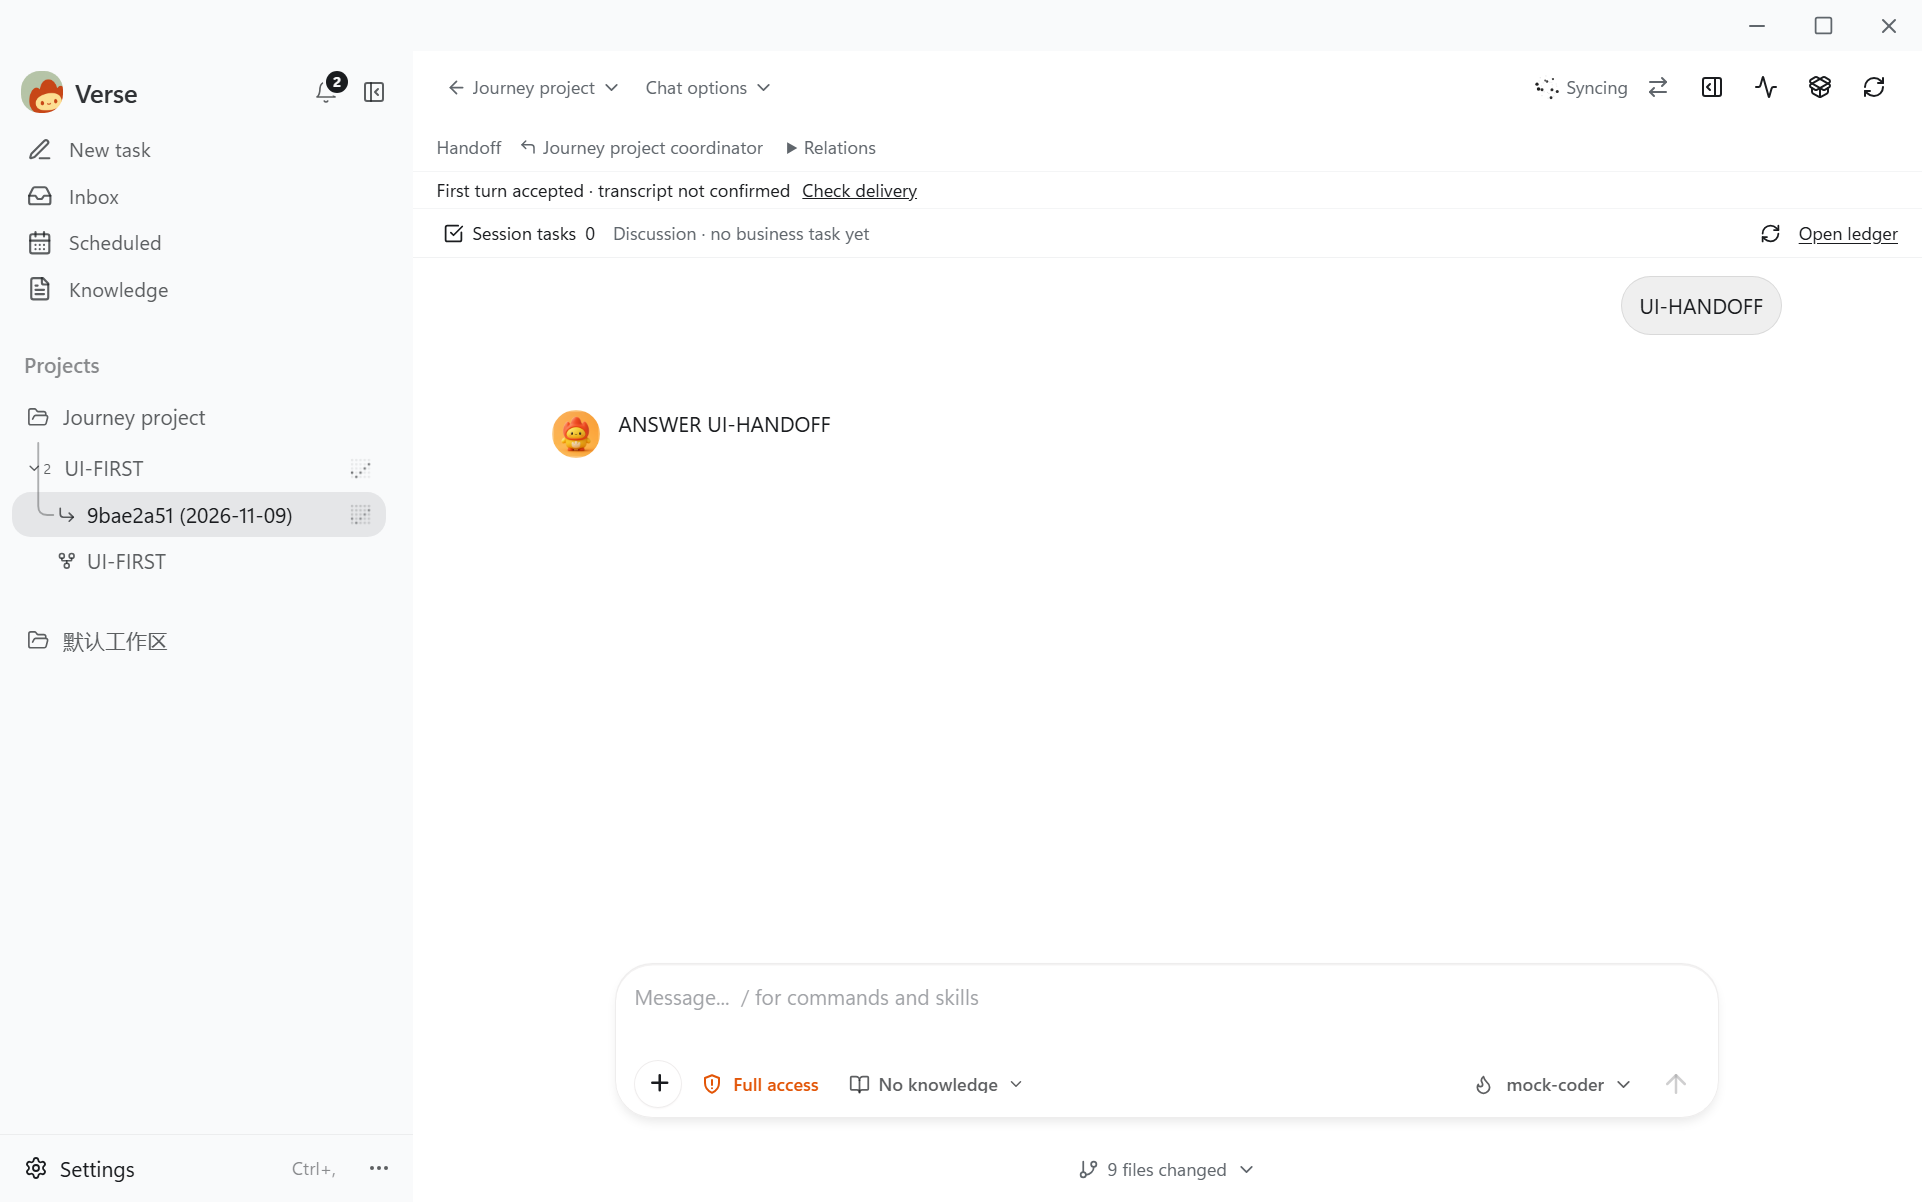 Verse
2
New task
Inbox
Scheduled
Knowledge
Projects
Journey project
2 UI-FIRST
9bae2a51 (2026-11-09)
UI-FIRST
默认工作区
Settings
Ctrl+,
Journey project
Chat options
Syncing
Handoff
Journey project coordinator
Relations
First turn accepted · transcript not confirmed
Check delivery
Session tasks 0
Discussion · no business task yet
Open ledger
UI-HANDOFF
ANSWER UI-HANDOFF
Message... / for commands and skills
Full access
No knowledge
mock-coder
9 files changed